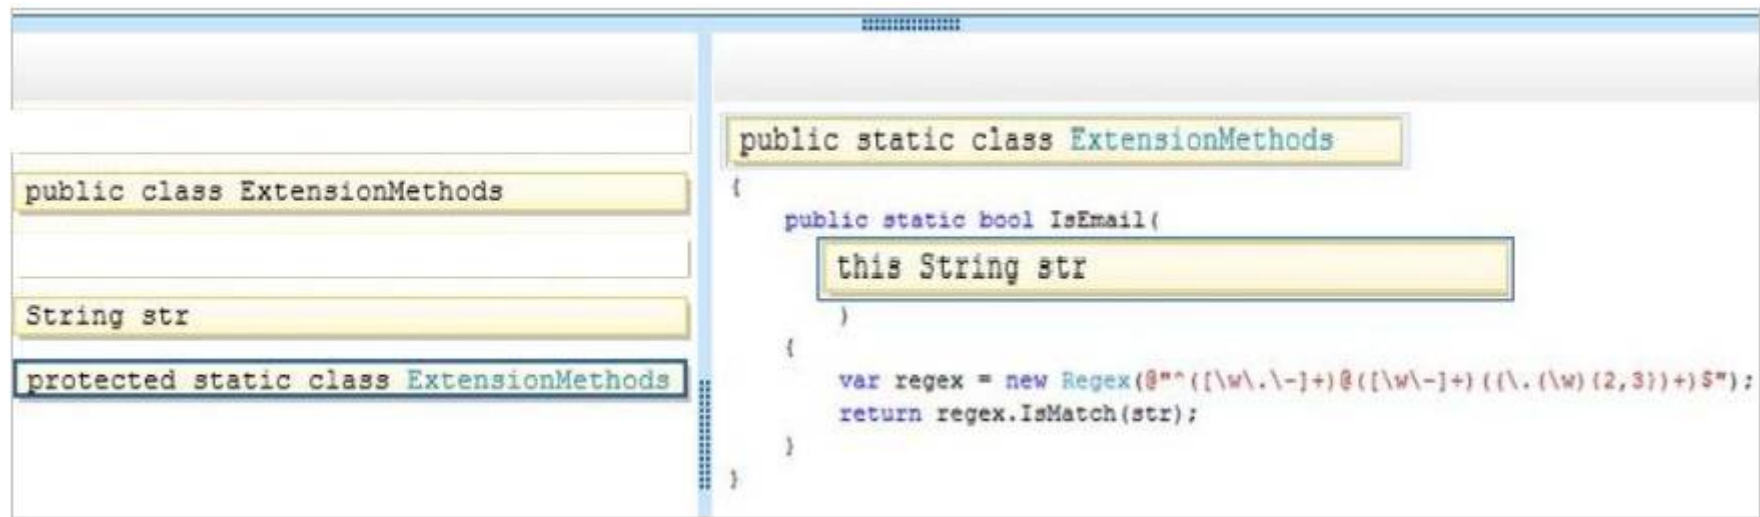 public class ExtensionMethods
String str
protected static class ExtensionMethods
public static class ExtensionMethods
{
public static bool IsEmail(
this String str
)
{
var regex = new Regex(@"^([\w\.\-]+)@([\w\-]+)((\.(\w){2,3})+)$");
return regex.IsMatch(str);
}
}